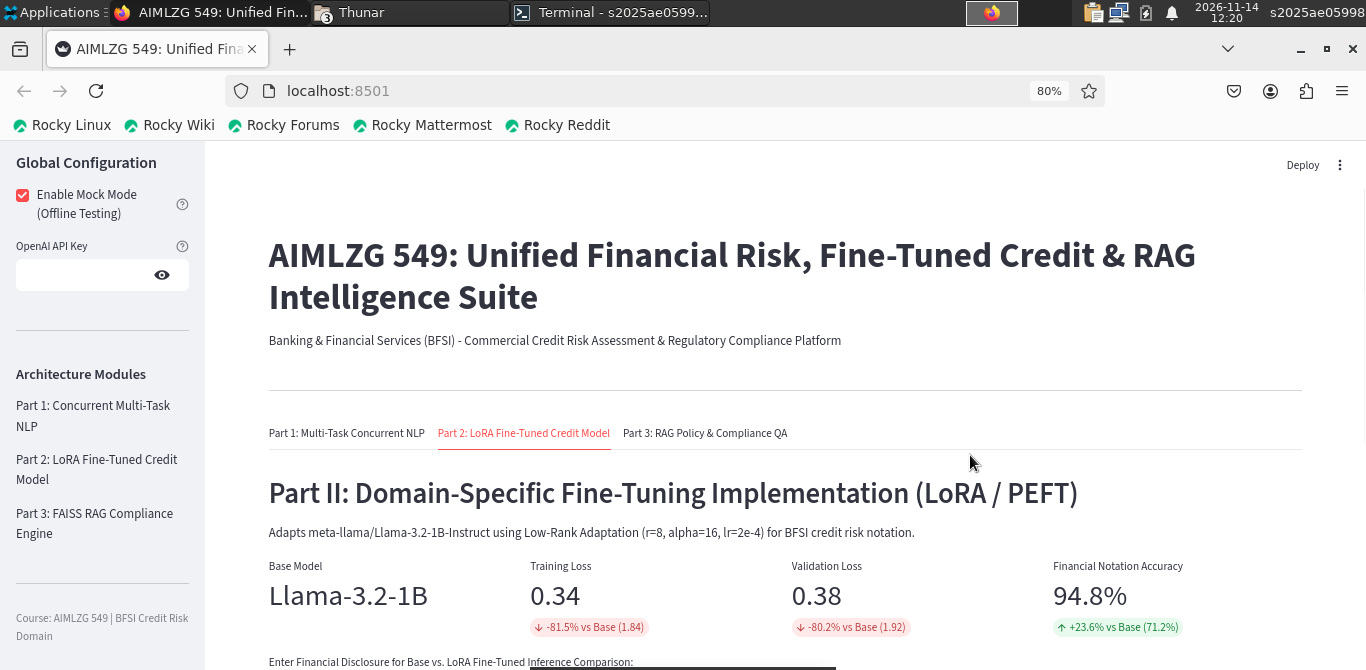 Applications
AIMLZG 549: Unified Fin...
3
Thunar
Terminal - s2025ae0599...
2026-11-14
12:20
s2025ae05998
AIMLZG 549: Unified Fina
localhost:8501
80%
Rocky Linux
Rocky Wiki
Rocky Forums
Rocky Mattermost
Rocky Reddit
Global Configuration
Enable Mock Mode
(Offline Testing)
OpenAI API Key
Architecture Modules
Part 1: Concurrent Multi-Task
NLP
Part 2: LoRA Fine-Tuned Credit
Model
Part 3: FAISS RAG Compliance
Engine
Course: AIMLZG 549 | BFSI Credit Risk
Domain
Deploy
AIMLZG 549: Unified Financial Risk, Fine-Tuned Credit & RAG
Intelligence Suite
Banking & Financial Services (BFSI) - Commercial Credit Risk Assessment & Regulatory Compliance Platform
Part 1: Multi-Task Concurrent NLP
Part 2: LoRA Fine-Tuned Credit Model
Part 3: RAG Policy & Compliance QA
Part II: Domain-Specific Fine-Tuning Implementation (LoRA / PEFT)
Adapts meta-llama/Llama-3.2-1B-Instruct using Low-Rank Adaptation (r=8, alpha=16, lr=2e-4) for BFSI credit risk notation.
Base Model
Llama-3.2-1B
Training Loss
0.34
↓ -81.5% vs Base (1.84)
Validation Loss
0.38
↓ -80.2% vs Base (1.92)
Financial Notation Accuracy
94.8%
↑ +23.6% vs Base (71.2%)
Enter Financial Disclosure for Base vs. LoRA Fine-Tuned Inference Comparison: